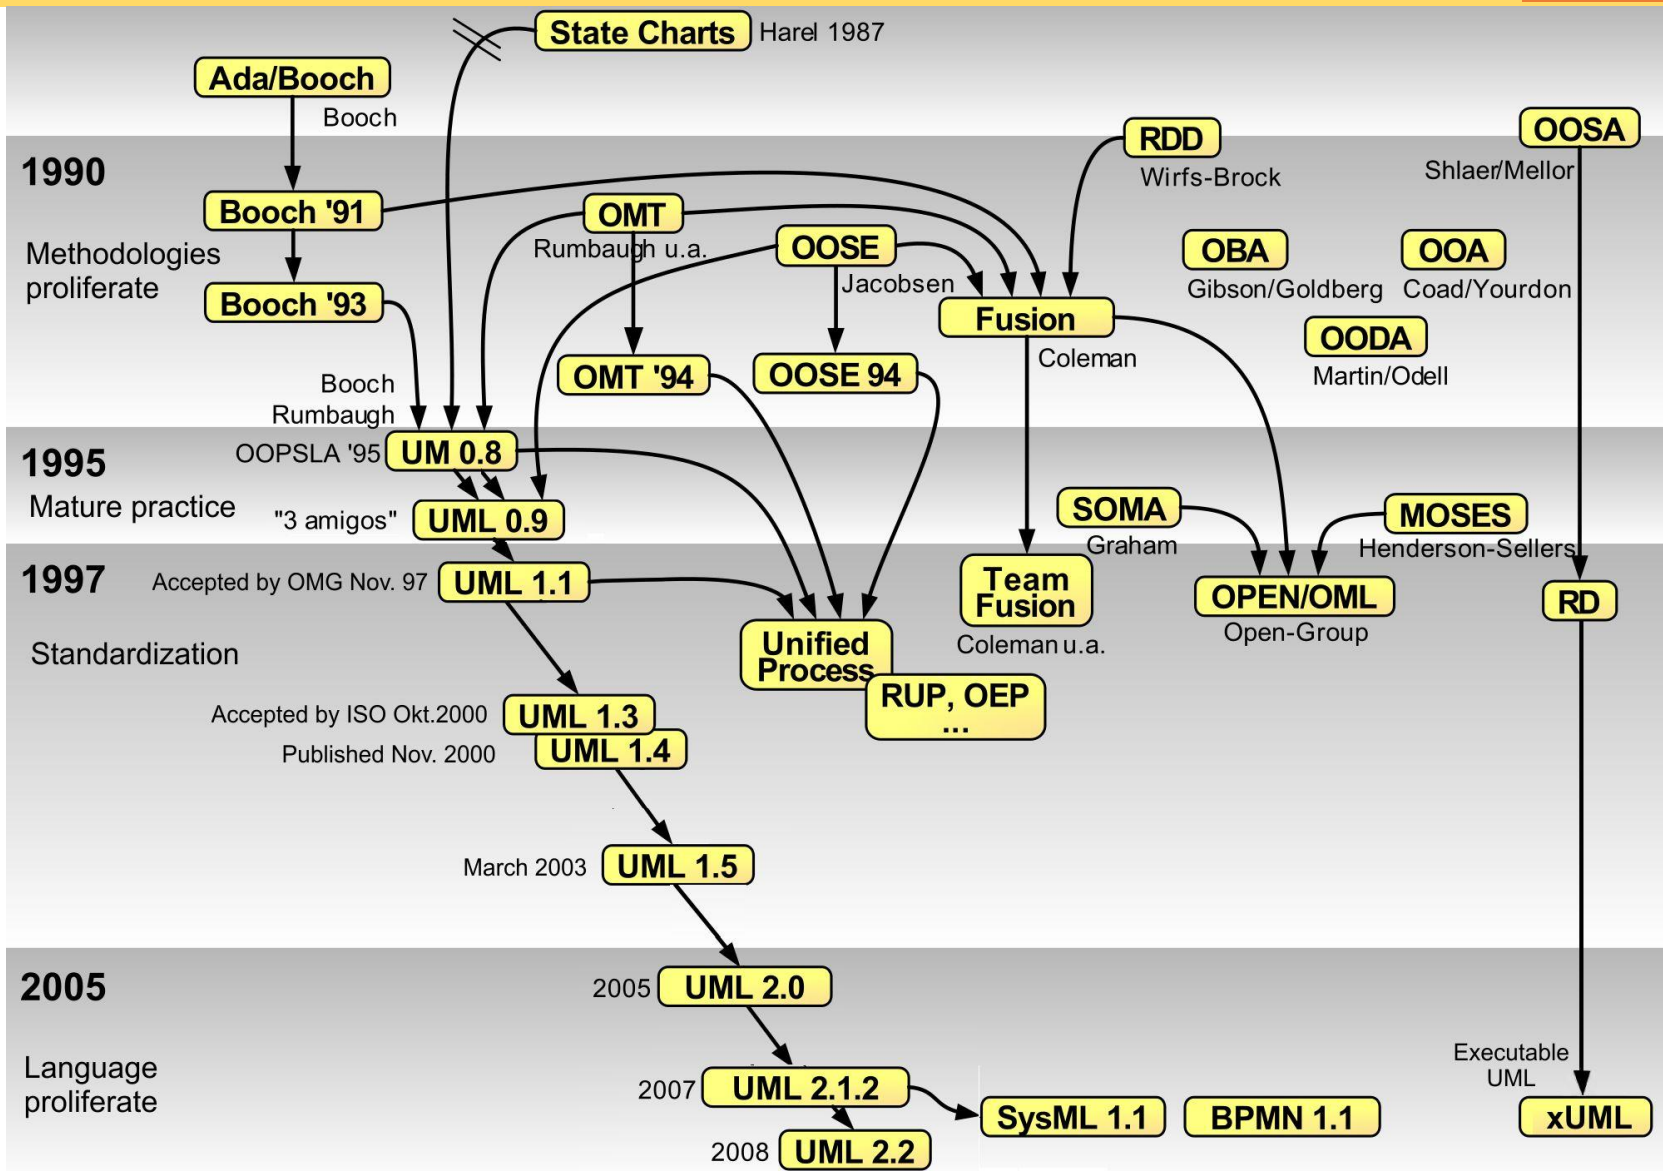 State Charts
Harel 1987
Ada/Booch
Booch
RDD
Wirfs-Brock
OOSA
Shlaer/Mellor
1990
Methodologies
proliferate
Booch '91
OMT
Rumbaugh u.a.
OOSE
Jacobsen
OBA
Gibson/Goldberg
OOA
Coad/Yourdon
Booch '93
Fusion
Coleman
OODA
Martin/Odell
OMT '94
OOSE 94
Booch
Rumbaugh
1995
Mature practice
OOPSLA '95
UM 0.8
"3 amigos"
UML 0.9
SOMA
Graham
MOSES
Henderson-Sellers
1997
Standardization
Accepted by OMG Nov. 97
UML 1.1
Team
Fusion
Coleman u.a.
OPEN/OML
Open-Group
RD
Unified
Process
RUP, OEP
...
Accepted by ISO Okt.2000
UML 1.3
Published Nov. 2000
UML 1.4
March 2003
UML 1.5
2005
Language
proliferate
2005
UML 2.0
2007
UML 2.1.2
2008
UML 2.2
SysML 1.1
BPMN 1.1
Executable
UML
xUML